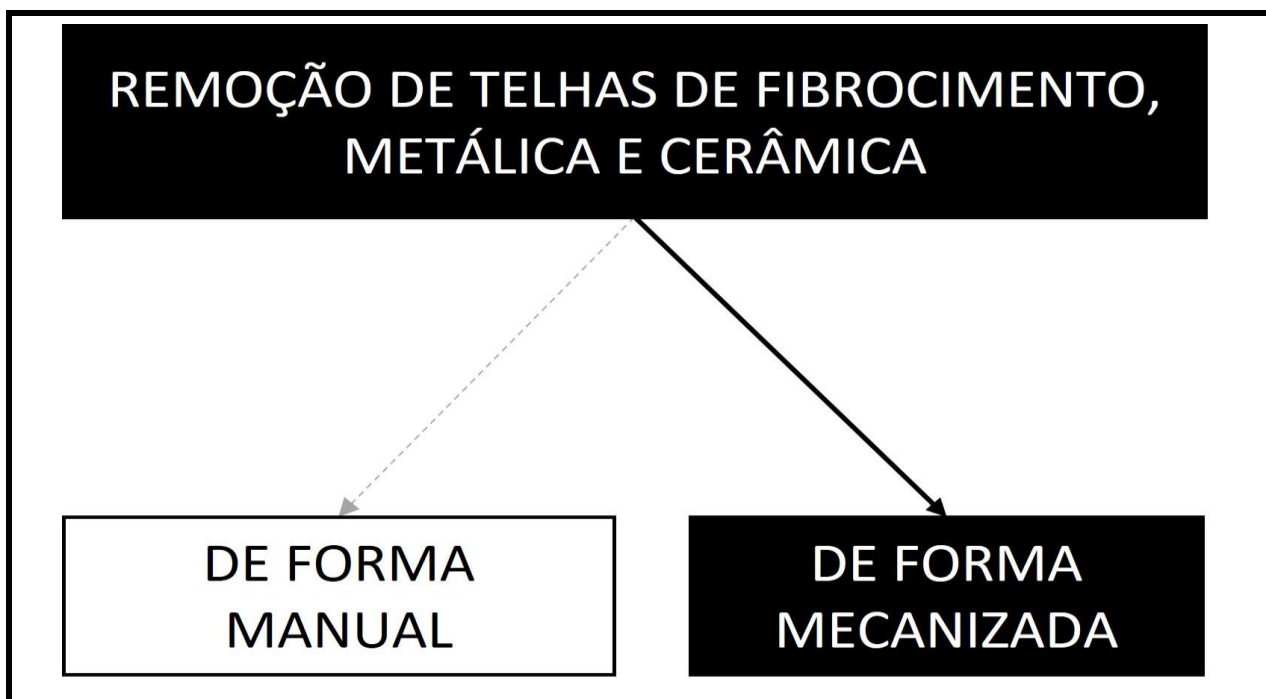 REMOÇÃO DE TELHAS DE FIBROCIMENTO,
METÁLICA E CERÂMICA
DE FORMA
MANUAL
DE FORMA
MECANIZADA